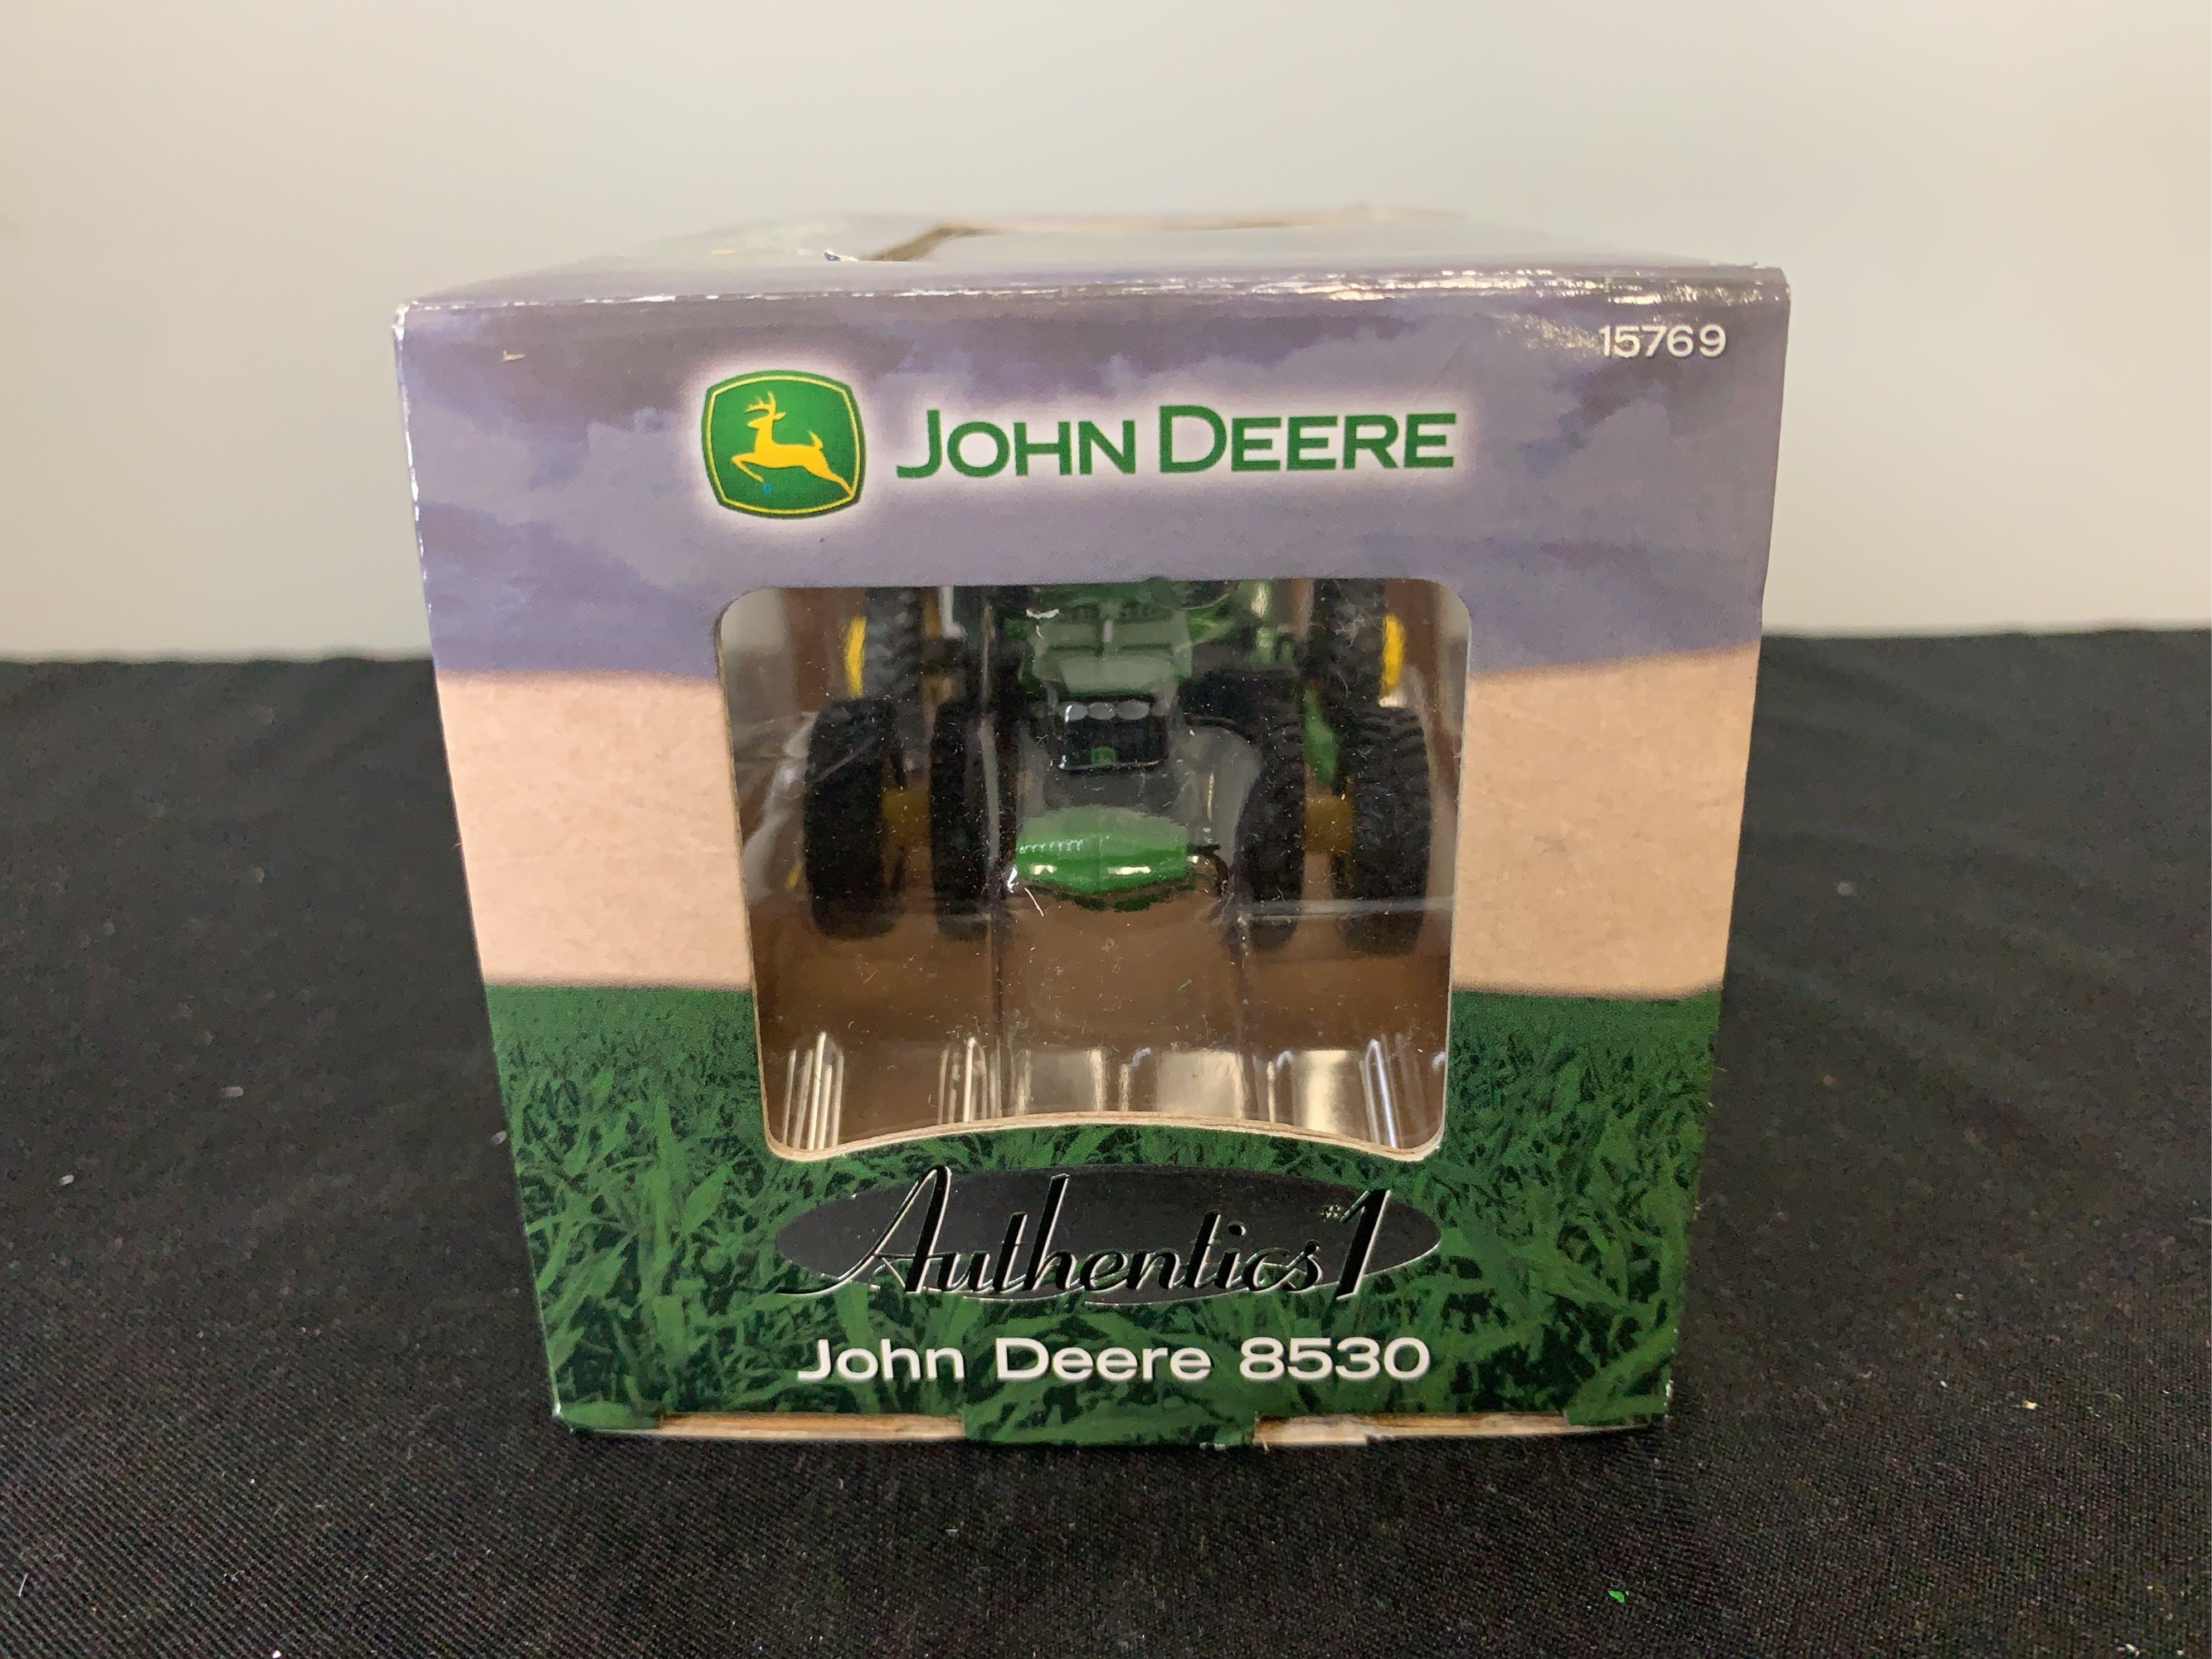 15769
JOHN DEERE
Authentics #1
John Deere 8530